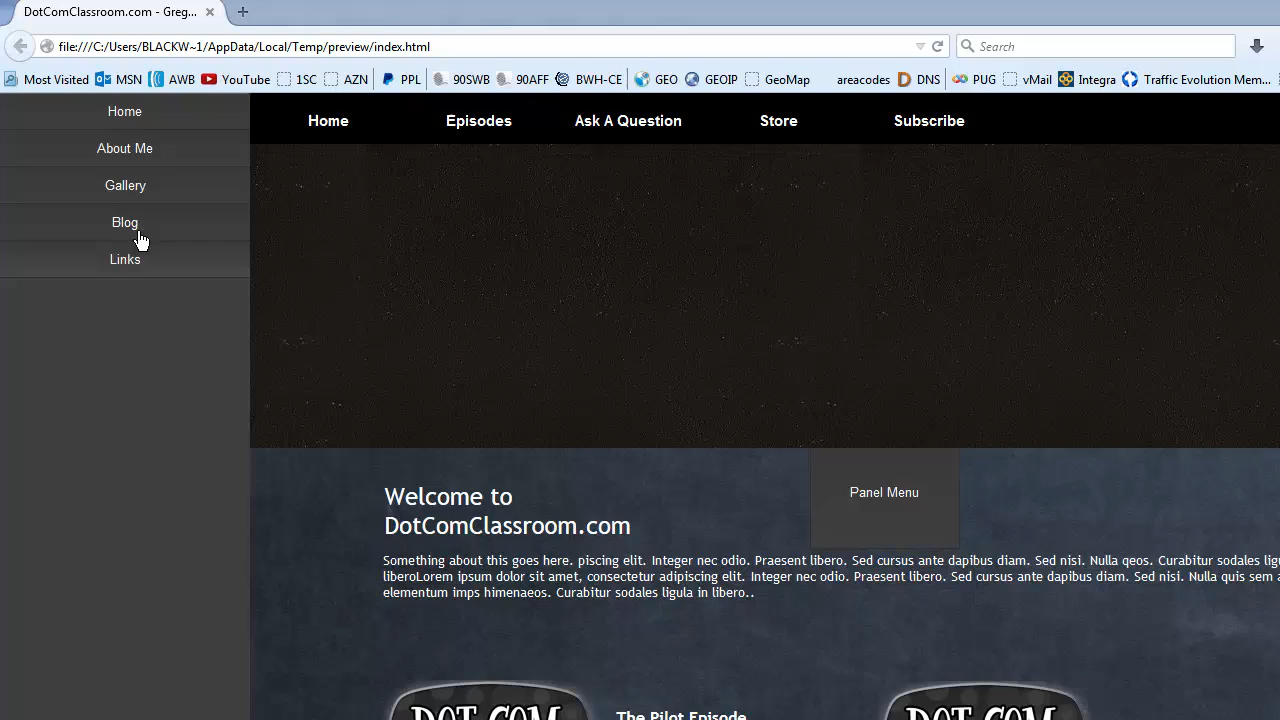 DotComClassroom.com - Greg...
file:///C:/Users/BLACKW~1/AppData/Local/Temp/preview/index.html
Search
Most Visited MSN AWB YouTube 1SC AZN PPL 90SWB 90AFF BWH-CE GEO GEOIP GeoMap areacodes DNS PUG vMail Integra Traffic Evolution Mem...
Home
About Me
Gallery
Blog
Links
Home Episodes Ask A Question Store Subscribe
Panel Menu
Welcome to
DotComClassroom.com
Something about this goes here. piscing elit. Integer nec odio. Praesent libero. Sed cursus ante dapibus diam. Sed nisi. Nulla qeos. Curabitur sodales ligu
liberoLorem ipsum dolor sit amet, consectetur adipiscing elit. Integer nec odio. Praesent libero. Sed cursus ante dapibus diam. Sed nisi. Nulla quis sem a
elementum imps himenaeos. Curabitur sodales ligula in libero..
DOT COM
The Pilot Episode
DOT COM